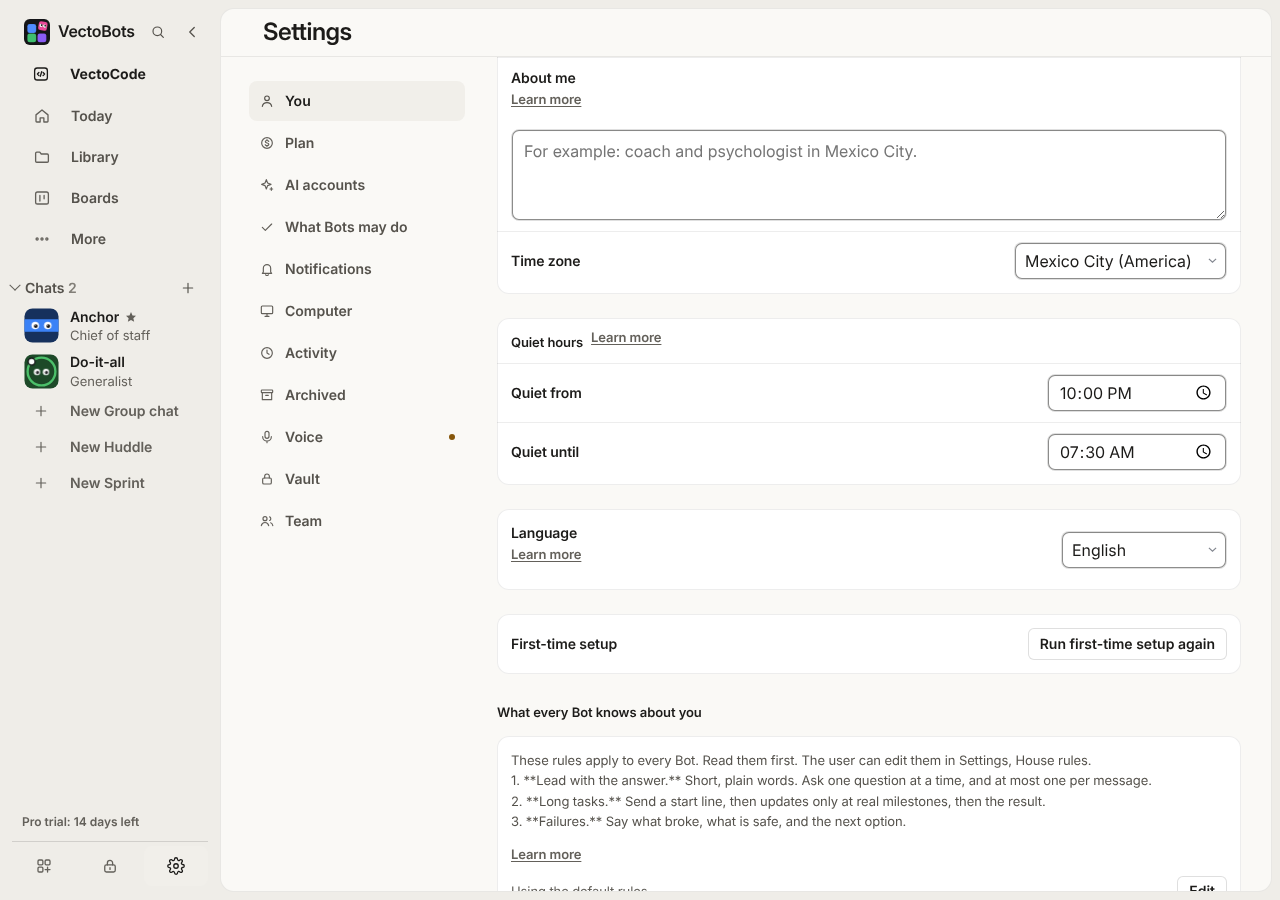 VectoBots
VectoCode
Today
Library
Boards
More
Chats 2
Anchor
Chief of staff
Do-it-all
Generalist
New Group chat
New Huddle
New Sprint
Pro trial: 14 days left
Settings
You
Plan
AI accounts
What Bots may do
Notifications
Computer
Activity
Archived
Voice
Vault
Team
About me
Learn more
For example: coach and psychologist in Mexico City.
Time zone
Mexico City (America)
Quiet hours Learn more
Quiet from
10:00 PM
Quiet until
07:30 AM
Language
Learn more
English
First-time setup
Run first-time setup again
What every Bot knows about you
These rules apply to every Bot. Read them first. The user can edit them in Settings, House rules.
1. **Lead with the answer.** Short, plain words. Ask one question at a time, and at most one per message.
2. **Long tasks.** Send a start line, then updates only at real milestones, then the result.
3. **Failures.** Say what broke, what is safe, and the next option.
Learn more
Using the default rules
Edit